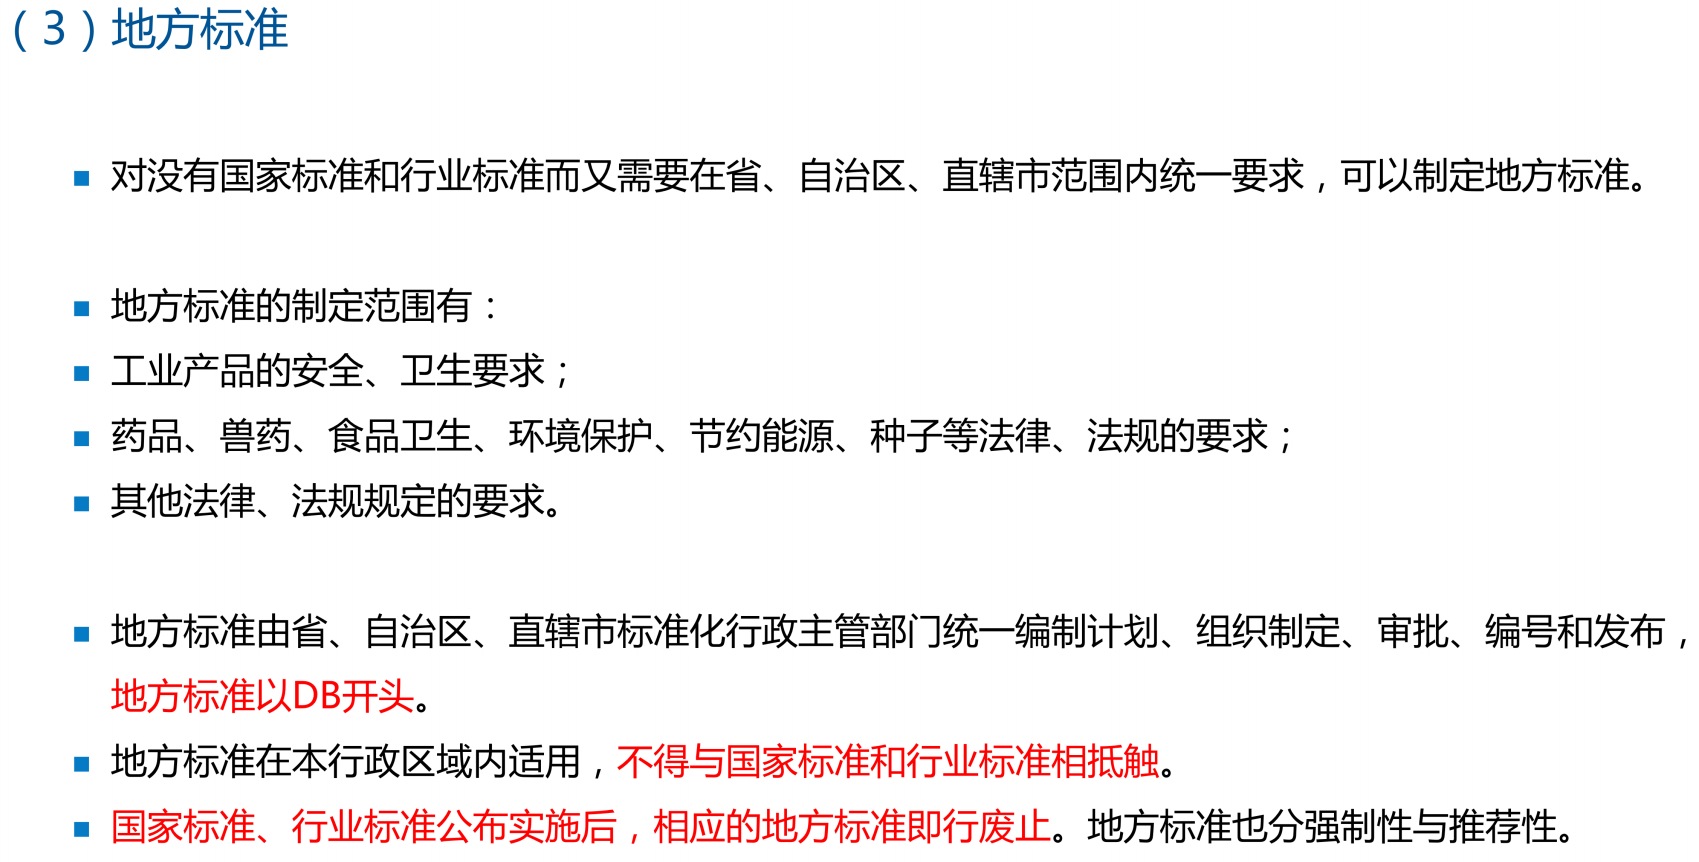 （3）地方标准
■ 对没有国家标准和行业标准而又需要在省、自治区、直辖市范围内统一要求，可以制定地方标准。
■ 地方标准的制定范围有：
■ 工业产品的安全、卫生要求；
■ 药品、兽药、食品卫生、环境保护、节约能源、种子等法律、法规的要求；
■ 其他法律、法规规定的要求。
■ 地方标准由省、自治区、直辖市标准化行政主管部门统一编制计划、组织制定、审批、编号和发布，
地方标准以DB开头。
■ 地方标准在本行政区域内适用，不得与国家标准和行业标准相抵触。
■ 国家标准、行业标准公布实施后，相应的地方标准即行废止。地方标准也分强制性与推荐性。